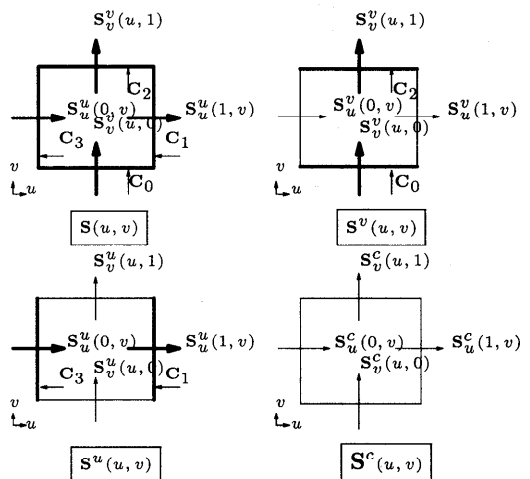 S_v^v(u, 1)
C_2
S_u^u(0, v)
S_u^u(1, v)
S_v^v(u, 0)
C_3
C_1
v
u
C_0
S(u, v)
S_v^v(u, 1)
C_2
S_u^v(0, v)
S_u^v(1, v)
S_v^v(u, 0)
v
u
C_0
S^v(u, v)
S_v^u(u, 1)
S_u^u(0, v)
S_u^u(1, v)
S_v^u(u, 0)
C_3
C_1
v
u
S^u(u, v)
S_v^c(u, 1)
S_u^c(0, v)
S_u^c(1, v)
S_v^c(u, 0)
v
u
S^c(u, v)